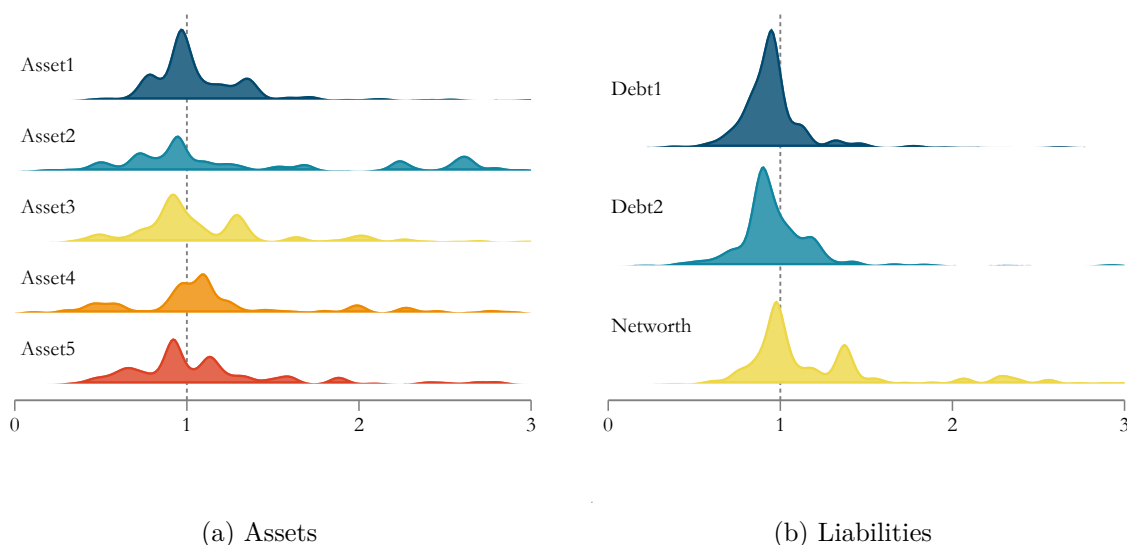 Asset1
Asset2
Asset3
Asset4
Asset5
0 1 2 3
(a) Assets
Debt1
Debt2
Networth
0 1 2 3
(b) Liabilities